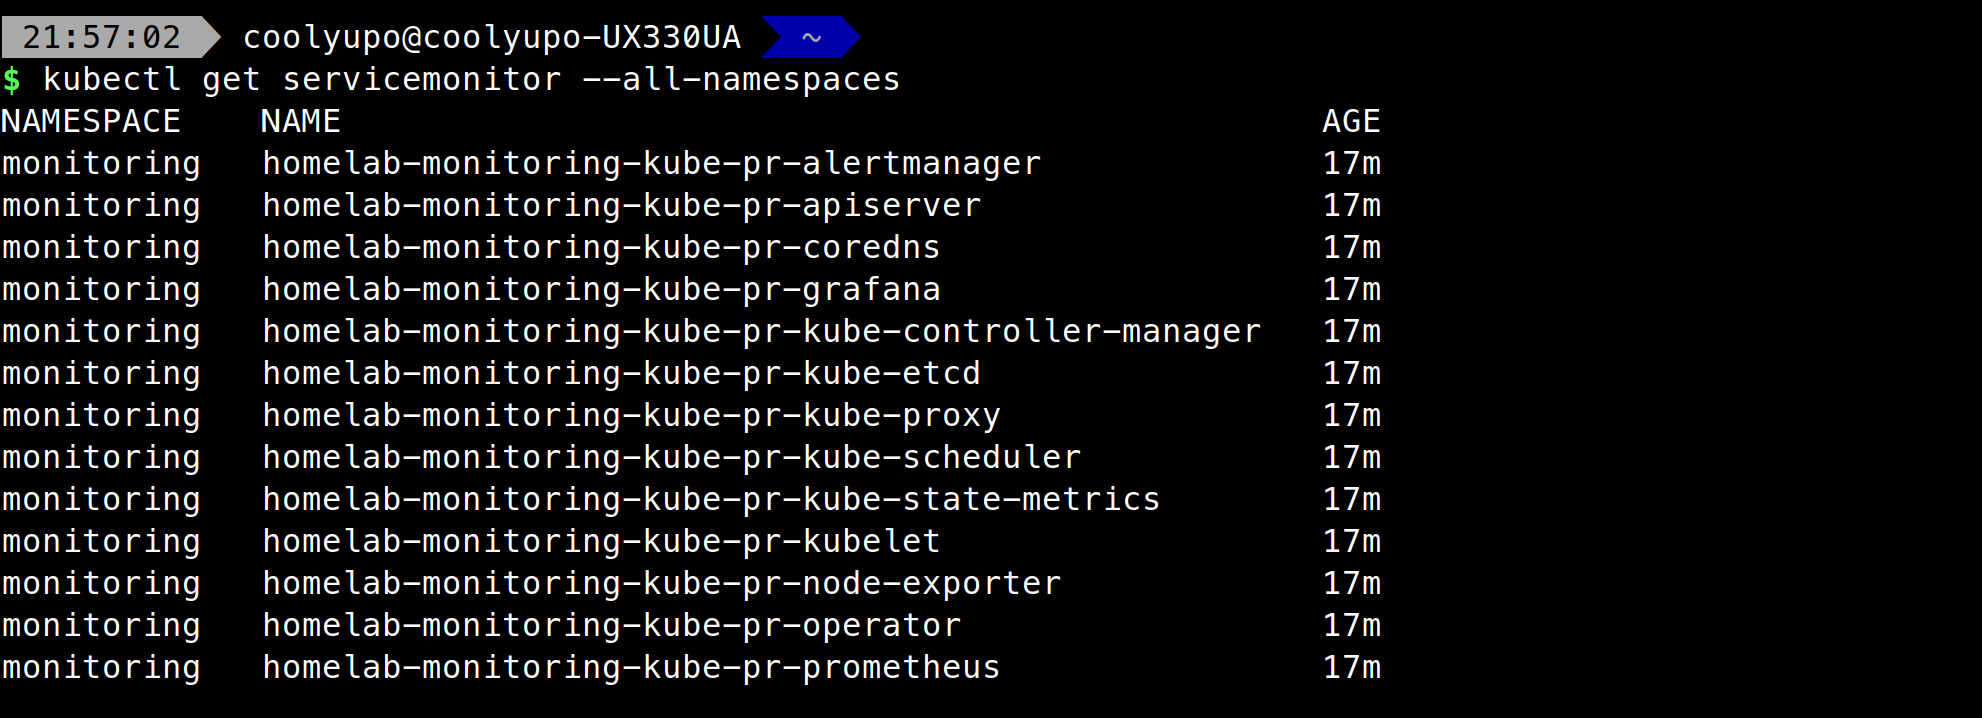 21:57:02 coolyupo@coolyupo-UX330UA ~
$ kubectl get servicemonitor --all-namespaces
NAMESPACE    NAME                                                 AGE
monitoring   homelab-monitoring-kube-pr-alertmanager              17m
monitoring   homelab-monitoring-kube-pr-apiserver                 17m
monitoring   homelab-monitoring-kube-pr-coredns                   17m
monitoring   homelab-monitoring-kube-pr-grafana                   17m
monitoring   homelab-monitoring-kube-pr-kube-controller-manager   17m
monitoring   homelab-monitoring-kube-pr-kube-etcd                 17m
monitoring   homelab-monitoring-kube-pr-kube-proxy                17m
monitoring   homelab-monitoring-kube-pr-kube-scheduler            17m
monitoring   homelab-monitoring-kube-pr-kube-state-metrics        17m
monitoring   homelab-monitoring-kube-pr-kubelet                   17m
monitoring   homelab-monitoring-kube-pr-node-exporter             17m
monitoring   homelab-monitoring-kube-pr-operator                  17m
monitoring   homelab-monitoring-kube-pr-prometheus                17m